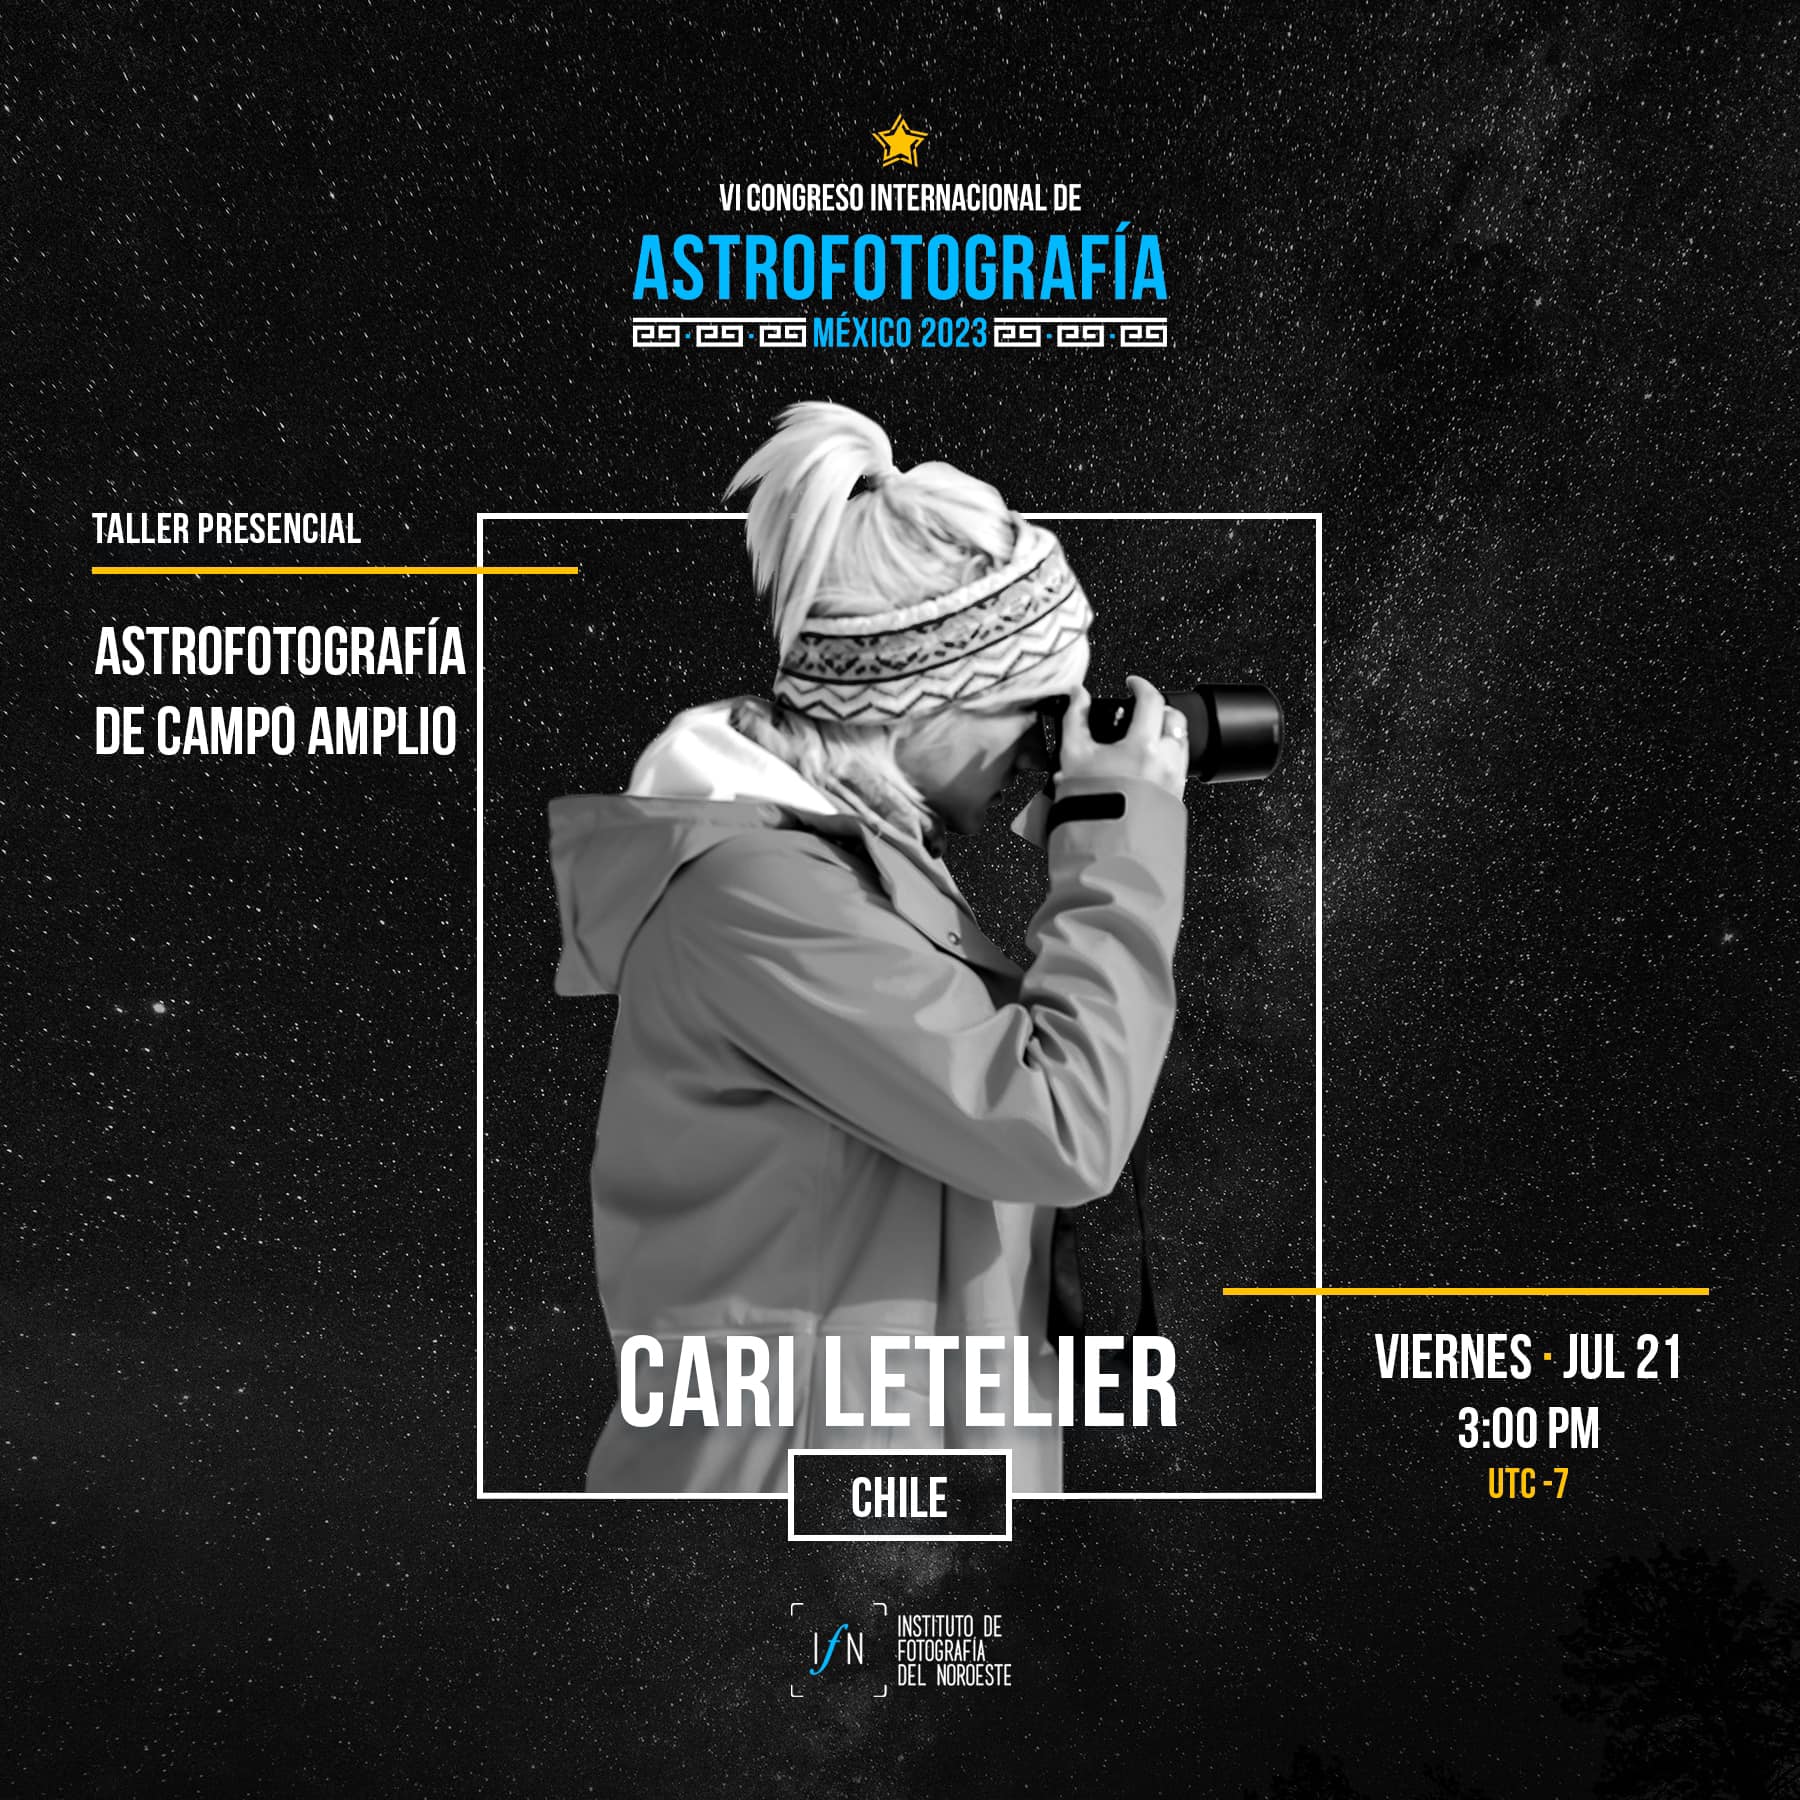 VI CONGRESO INTERNACIONAL DE
ASTROFOTOGRAFÍA
MÉXICO 2023
TALLER PRESENCIAL
ASTROFOTOGRAFÍA
DE CAMPO AMPLIO
CARI LETELIER
CHILE
VIERNES · JUL 21
3:00 PM
UTC -7
IfN
INSTITUTO DE
FOTOGRAFÍA
DEL NOROESTE